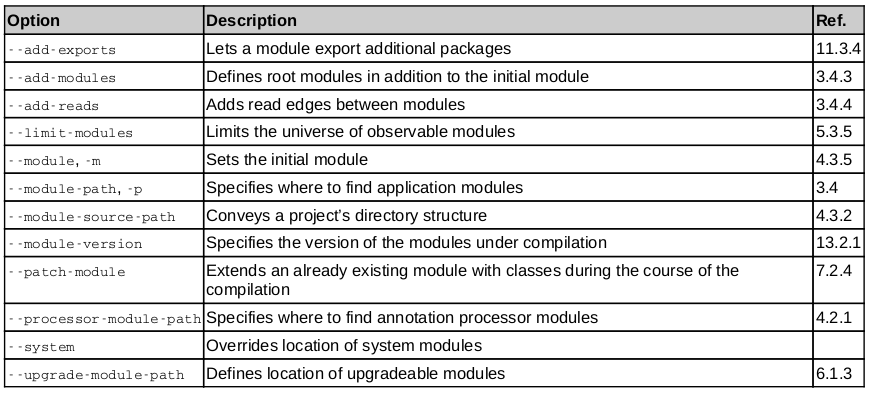 Option Description Ref.
--add-exports Lets a module export additional packages 11.3.4
--add-modules Defines root modules in addition to the initial module 3.4.3
--add-reads Adds read edges between modules 3.4.4
--limit-modules Limits the universe of observable modules 5.3.5
--module, -m Sets the initial module 4.3.5
--module-path, -p Specifies where to find application modules 3.4
--module-source-path Conveys a project's directory structure 4.3.2
--module-version Specifies the version of the modules under compilation 13.2.1
--patch-module Extends an already existing module with classes during the course of the 7.2.4
compilation
--processor-module-path Specifies where to find annotation processor modules 4.2.1
--system Overrides location of system modules
--upgrade-module-path Defines location of upgradeable modules 6.1.3